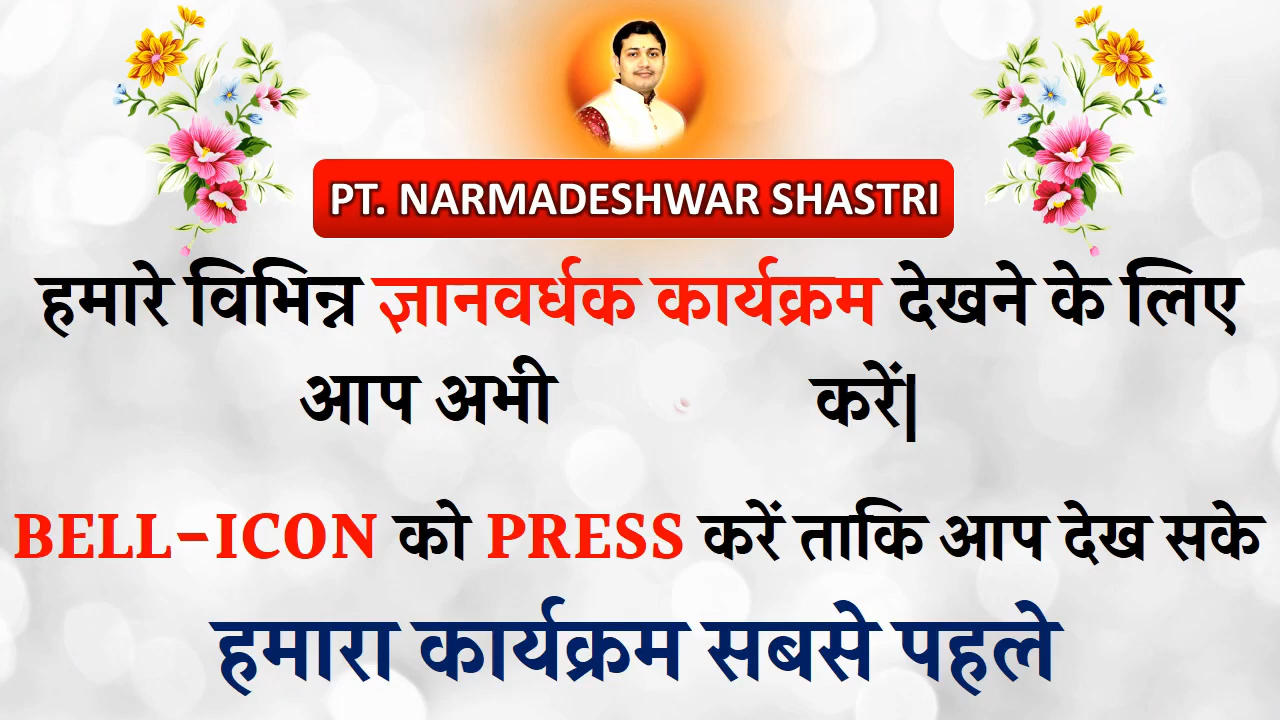 PT. NARMADESHWAR SHASTRI
हमारे विभिन्न ज्ञानवर्धक कार्यक्रम देखने के लिए
आप अभी करें|
BELL-ICON को PRESS करें ताकि आप देख सके
हमारा कार्यक्रम सबसे पहले